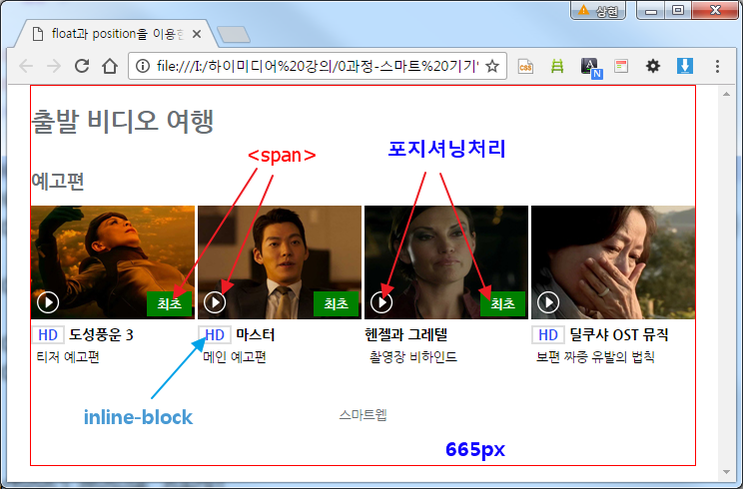 상현
float과 position을 이용한
file:///I:/하이미디어%20강의/0과정-스마트%20기기
css
A
N
출발 비디오 여행
<span>
포지셔닝처리
예고편
최초
최초
최초
HD 도성풍운 3
HD 마스터
헨젤과 그레텔
HD 딜쿠샤 OST 뮤직
티저 예고편
메인 예고편
촬영장 비하인드
보편 짜증 유발의 법칙
inline-block
스마트웹
665px